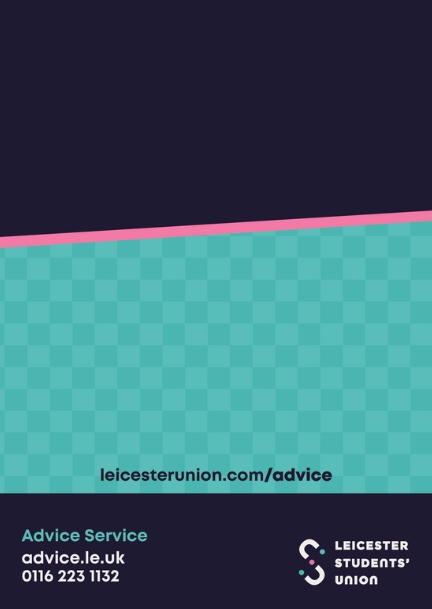 leicesterunion.com/advice
Advice Service
advice.le.uk
0116 223 1132
LEICESTER
STUDENTS'
UNION